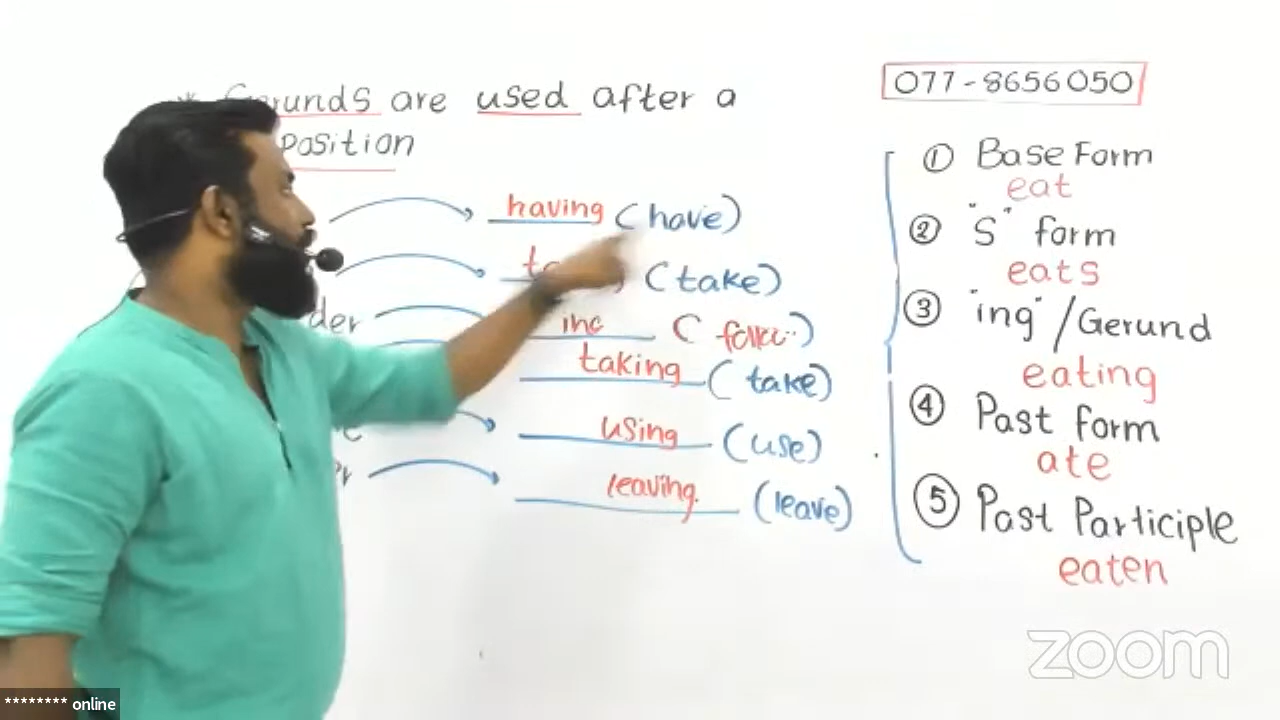 * Gerunds are used after a
position
077-8656050
having (have)
(take)
der
(
taking (take)
using (use)
leaving. (leave)
① Base Form
eat
② "S" form
eats
③ "ing" / Gerund
eating
④ Past form
ate
⑤ Past Participle
eaten
zoom
******** online